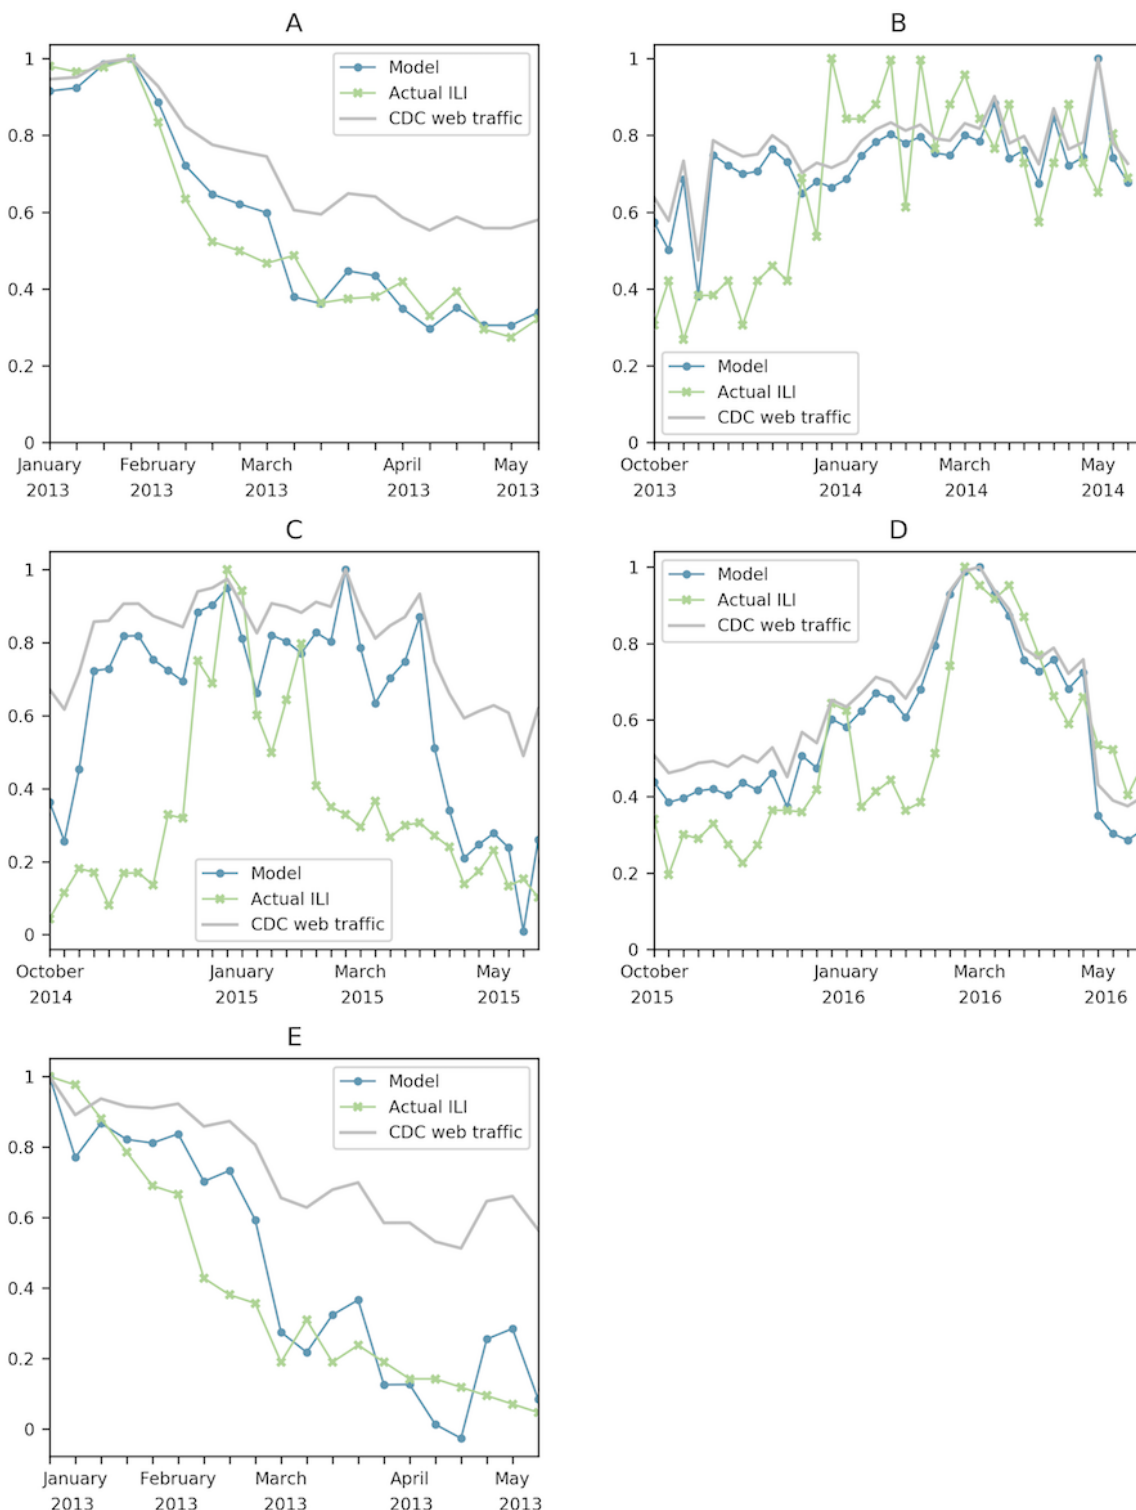 A
1
0.8
0.6
0.4
0.2
0
Model
Actual ILI
CDC web traffic
January February March April May
2013 2013 2013 2013 2013
B
1
0.8
0.6
0.4
0.2
0
Model
Actual ILI
CDC web traffic
October January March May
2013 2014 2014 2014
C
1
0.8
0.6
0.4
0.2
0
Model
Actual ILI
CDC web traffic
October January March May
2014 2015 2015 2015
D
1
0.8
0.6
0.4
0.2
0
Model
Actual ILI
CDC web traffic
October January March May
2015 2016 2016 2016
E
1
0.8
0.6
0.4
0.2
0
Model
Actual ILI
CDC web traffic
January February March April May
2013 2013 2013 2013 2013